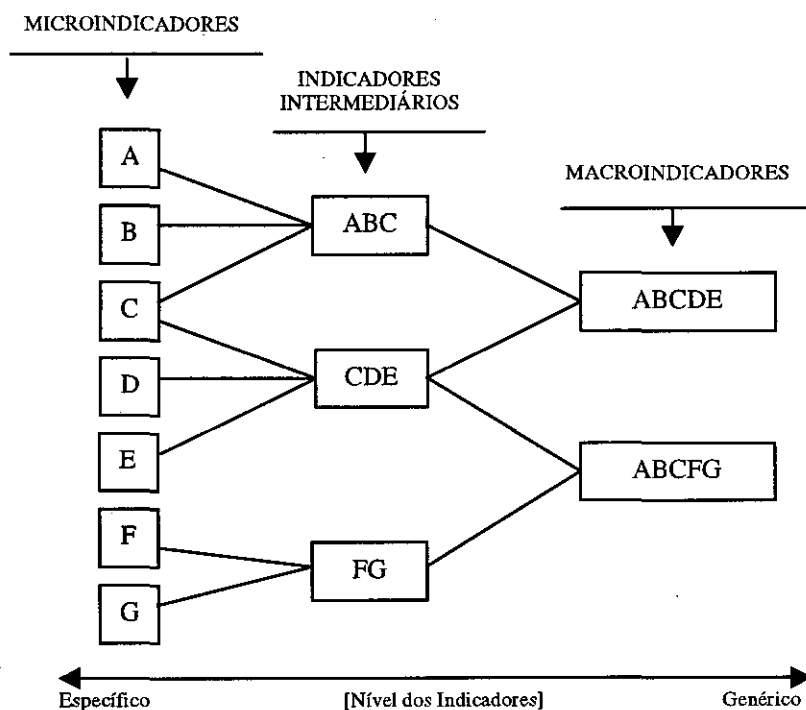 MICROINDICADORES
INDICADORES
INTERMEDIÁRIOS
MACROINDICADORES
A
B
C
D
E
F
G
ABC
CDE
FG
ABCDE
ABCFG
Específico
[Nível dos Indicadores]
Genérico